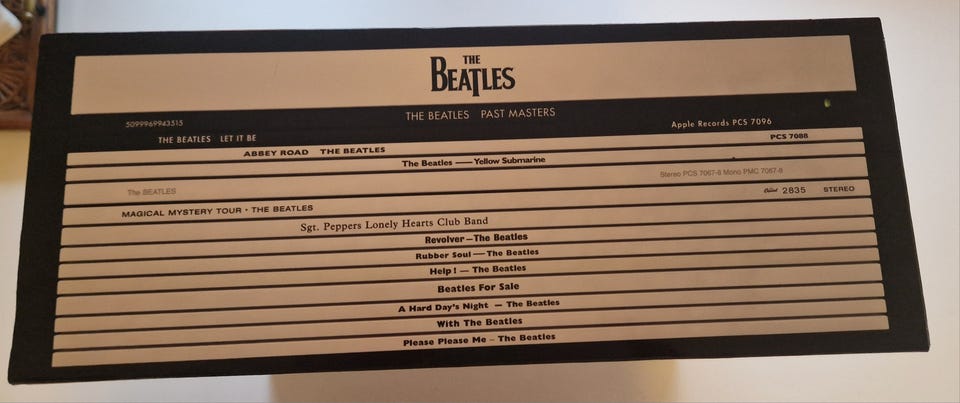 THE
BEATLES
5099969943515
THE BEATLES PAST MASTERS
Apple Records PCS 7096
THE BEATLES · LET IT BE
PCS 7088
ABBEY ROAD THE BEATLES
The Beatles — Yellow Submarine
Stereo PCS 7067-8 Mono PMC 7067-8
The BEATLES
Capitol 2835 STEREO
MAGICAL MYSTERY TOUR · THE BEATLES
Sgt. Peppers Lonely Hearts Club Band
Revolver – The Beatles
Rubber Soul — The Beatles
Help! — The Beatles
Beatles For Sale
A Hard Day's Night — The Beatles
With The Beatles
Please Please Me – The Beatles